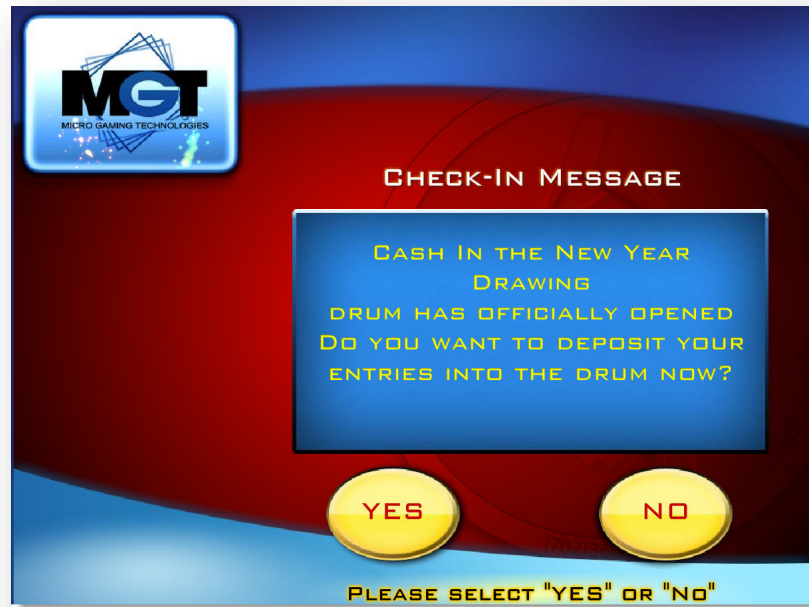 MGT
MICRO GAMING TECHNOLOGIES
Check-In Message
Cash In the New Year
Drawing
drum has officially opened
Do you want to deposit your
entries into the drum now?
YES
NO
Please select "YES" or "No"